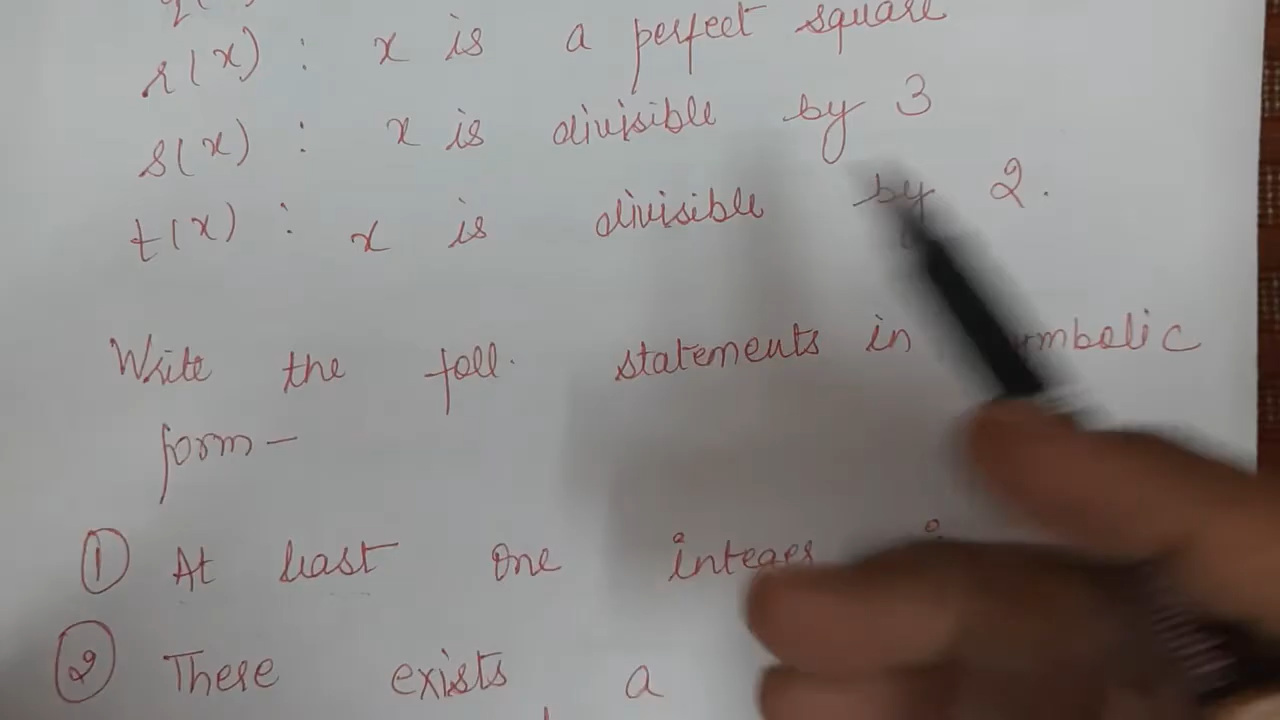 r(x) : x is a perfect square
s(x) : x is divisible by 3
t(x) : x is divisible by 2.
Write the foll. statements in
form —
① At least one integer
② There exists a